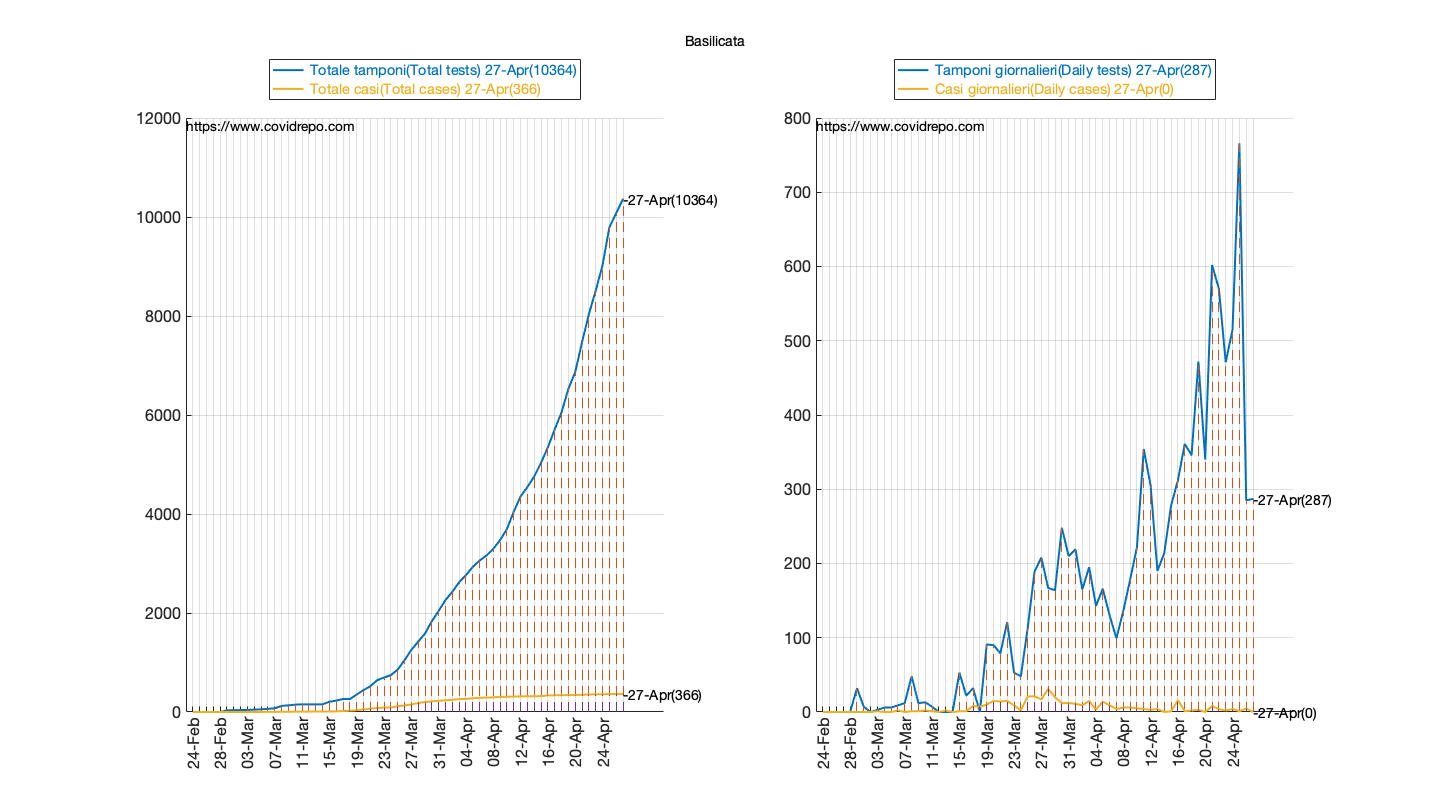 Basilicata
Totale tamponi(Total tests) 27-Apr(10364)
Totale casi(Total cases) 27-Apr(366)
https://www.covidrepo.com
12000
10000
8000
6000
4000
2000
0
-27-Apr(10364)
-27-Apr(366)
24-Feb
28-Feb
03-Mar
07-Mar
11-Mar
15-Mar
19-Mar
23-Mar
27-Mar
31-Mar
04-Apr
08-Apr
12-Apr
16-Apr
20-Apr
24-Apr
Tamponi giornalieri(Daily tests) 27-Apr(287)
Casi giornalieri(Daily cases) 27-Apr(0)
https://www.covidrepo.com
800
700
600
500
400
300
200
100
0
-27-Apr(287)
-27-Apr(0)
24-Feb
28-Feb
03-Mar
07-Mar
11-Mar
15-Mar
19-Mar
23-Mar
27-Mar
31-Mar
04-Apr
08-Apr
12-Apr
16-Apr
20-Apr
24-Apr